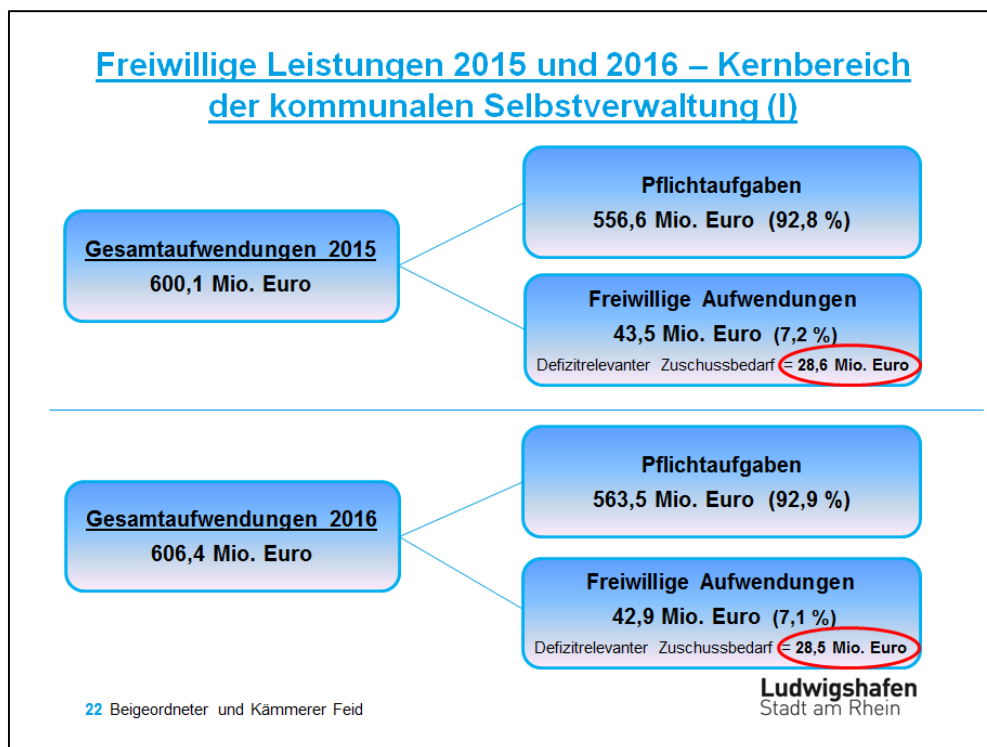 Freiwillige Leistungen 2015 und 2016 – Kernbereich
der kommunalen Selbstverwaltung (I)
Gesamtaufwendungen 2015
600,1 Mio. Euro
Pflichtaufgaben
556,6 Mio. Euro (92,8 %)
Freiwillige Aufwendungen
43,5 Mio. Euro (7,2 %)
Defizitrelevanter Zuschussbedarf = 28,6 Mio. Euro
Gesamtaufwendungen 2016
606,4 Mio. Euro
Pflichtaufgaben
563,5 Mio. Euro (92,9 %)
Freiwillige Aufwendungen
42,9 Mio. Euro (7,1 %)
Defizitrelevanter Zuschussbedarf = 28,5 Mio. Euro
22 Beigeordneter und Kämmerer Feid
Ludwigshafen
Stadt am Rhein